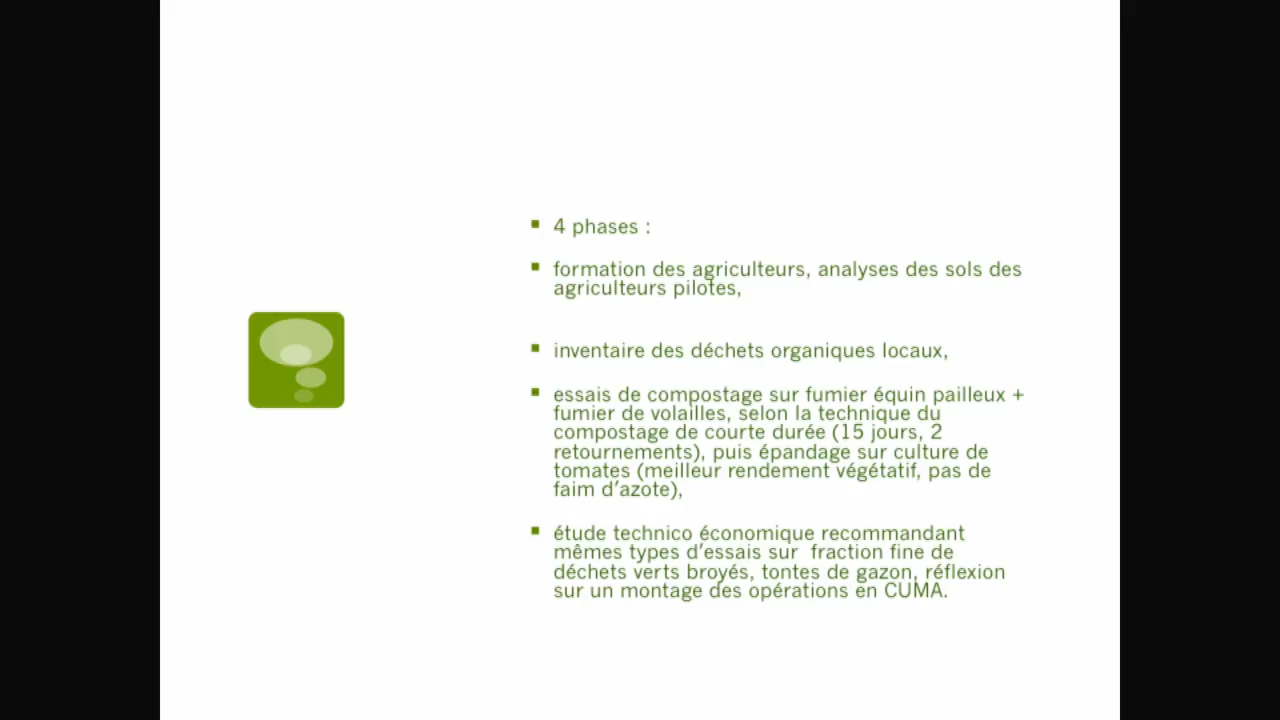 4 phases :
formation des agriculteurs, analyses des sols des
agriculteurs pilotes,
inventaire des déchets organiques locaux,
essais de compostage sur fumier équin pailleux +
fumier de volailles, selon la technique du
compostage de courte durée (15 jours, 2
retournements), puis épandage sur culture de
tomates (meilleur rendement végétatif, pas de
faim d’azote),
étude technico économique recommandant
mêmes types d’essais sur  fraction fine de
déchets verts broyés, tontes de gazon, réflexion
sur un montage des opérations en CUMA.